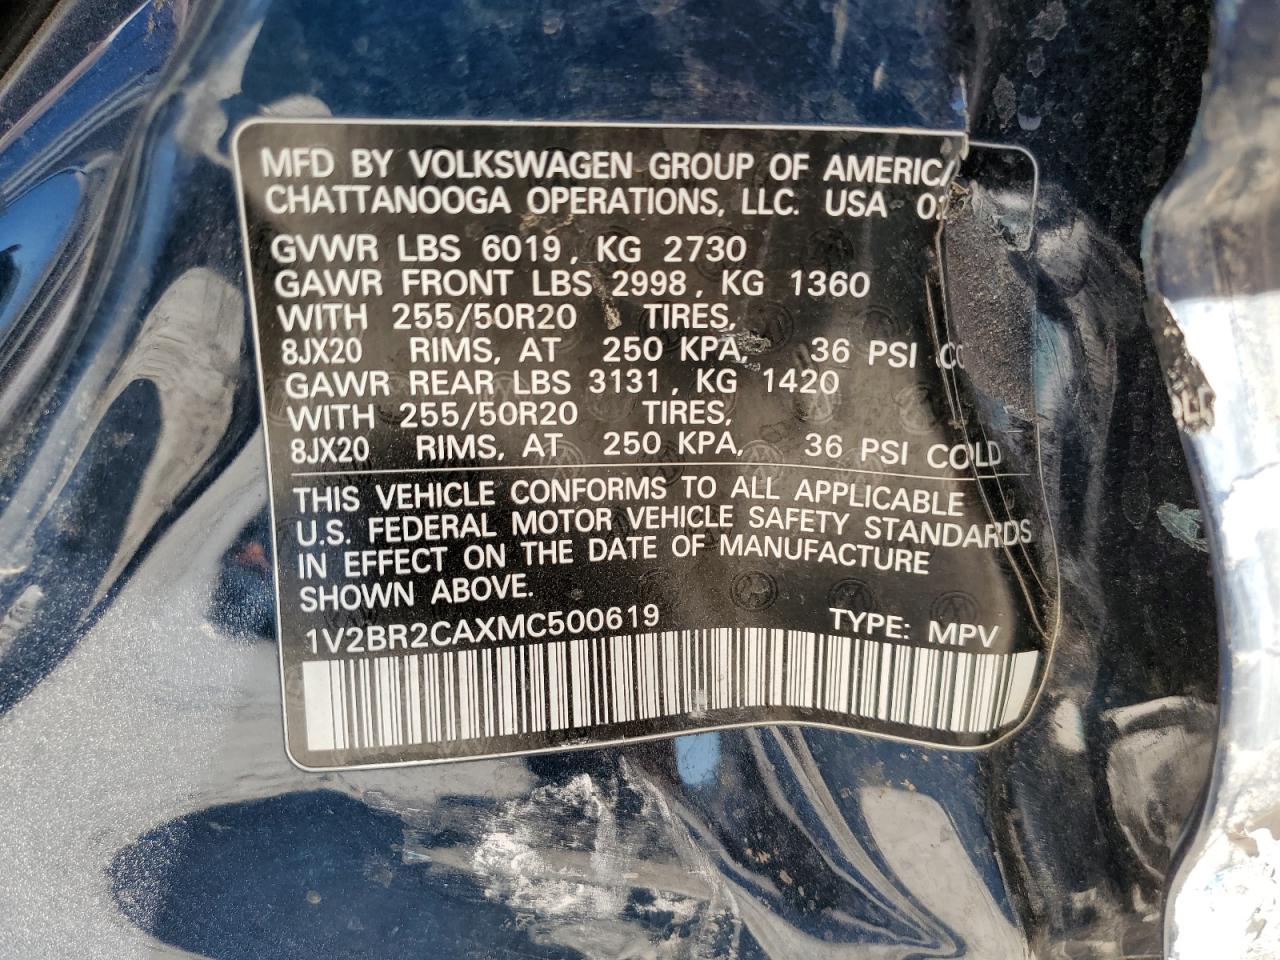 MFD BY VOLKSWAGEN GROUP OF AMERICA
CHATTANOOGA OPERATIONS, LLC. USA
GVWR LBS 6019, KG 2730
GAWR FRONT LBS 2998, KG 1360
WITH 255/50R20 TIRES,
8JX20 RIMS, AT 250 KPA, 36 PSI
GAWR REAR LBS 3131, KG 1420
WITH 255/50R20 TIRES,
8JX20 RIMS, AT 250 KPA, 36 PSI COLD
THIS VEHICLE CONFORMS TO ALL APPLICABLE
U.S. FEDERAL MOTOR VEHICLE SAFETY STANDARDS
IN EFFECT ON THE DATE OF MANUFACTURE
SHOWN ABOVE.
1V2BR2CAXMC500619 TYPE: MPV